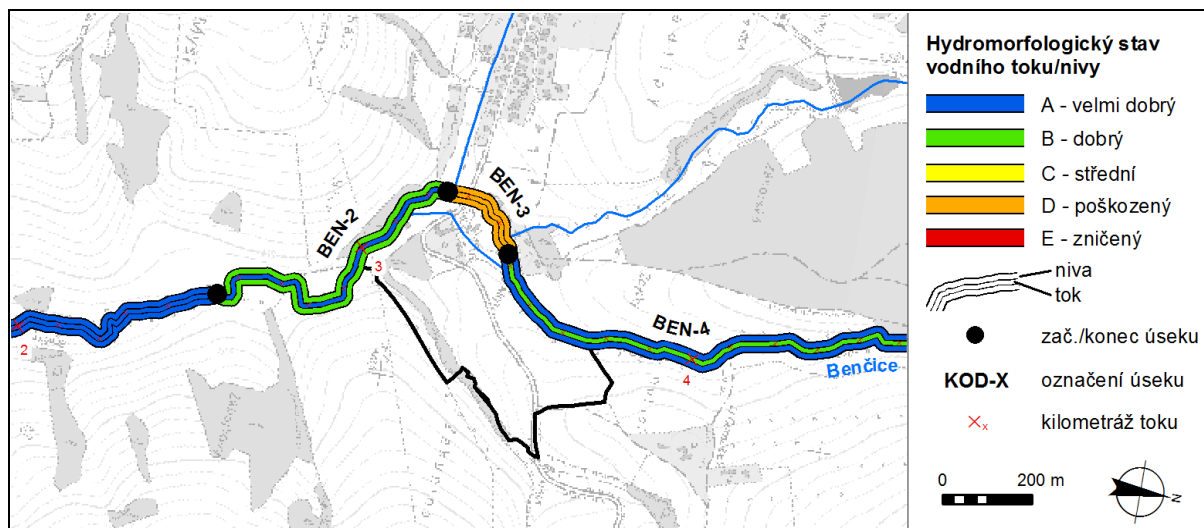 BEN-2
BEN-3
BEN-4
Benčice
2
3
4
Hydromorfologický stav
vodního toku/nivy
A - velmi dobrý
B - dobrý
C - střední
D - poškozený
E - zničený
niva
tok
zač./konec úseku
KOD-X označení úseku
x kilometráž toku
0 200 m
N